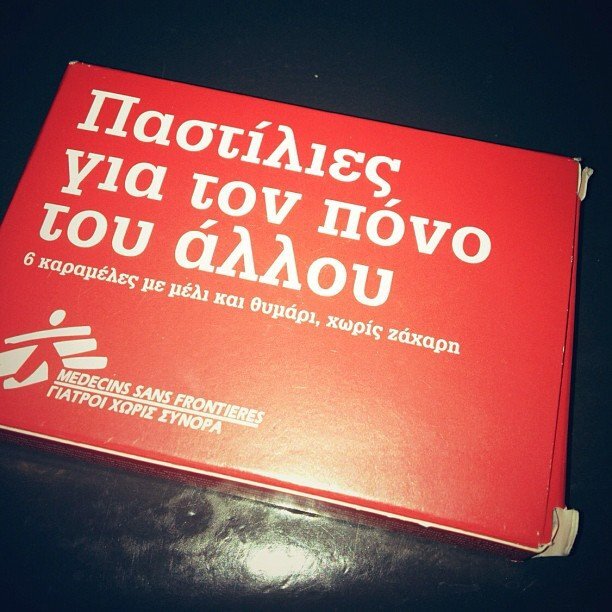 Παστίλιες
για τον πόνο
του άλλου
6 καραμέλες με μέλι και θυμάρι, χωρίς ζάχαρη
MEDECINS SANS FRONTIERES
ΓΙΑΤΡΟΙ ΧΩΡΙΣ ΣΥΝΟΡΑ